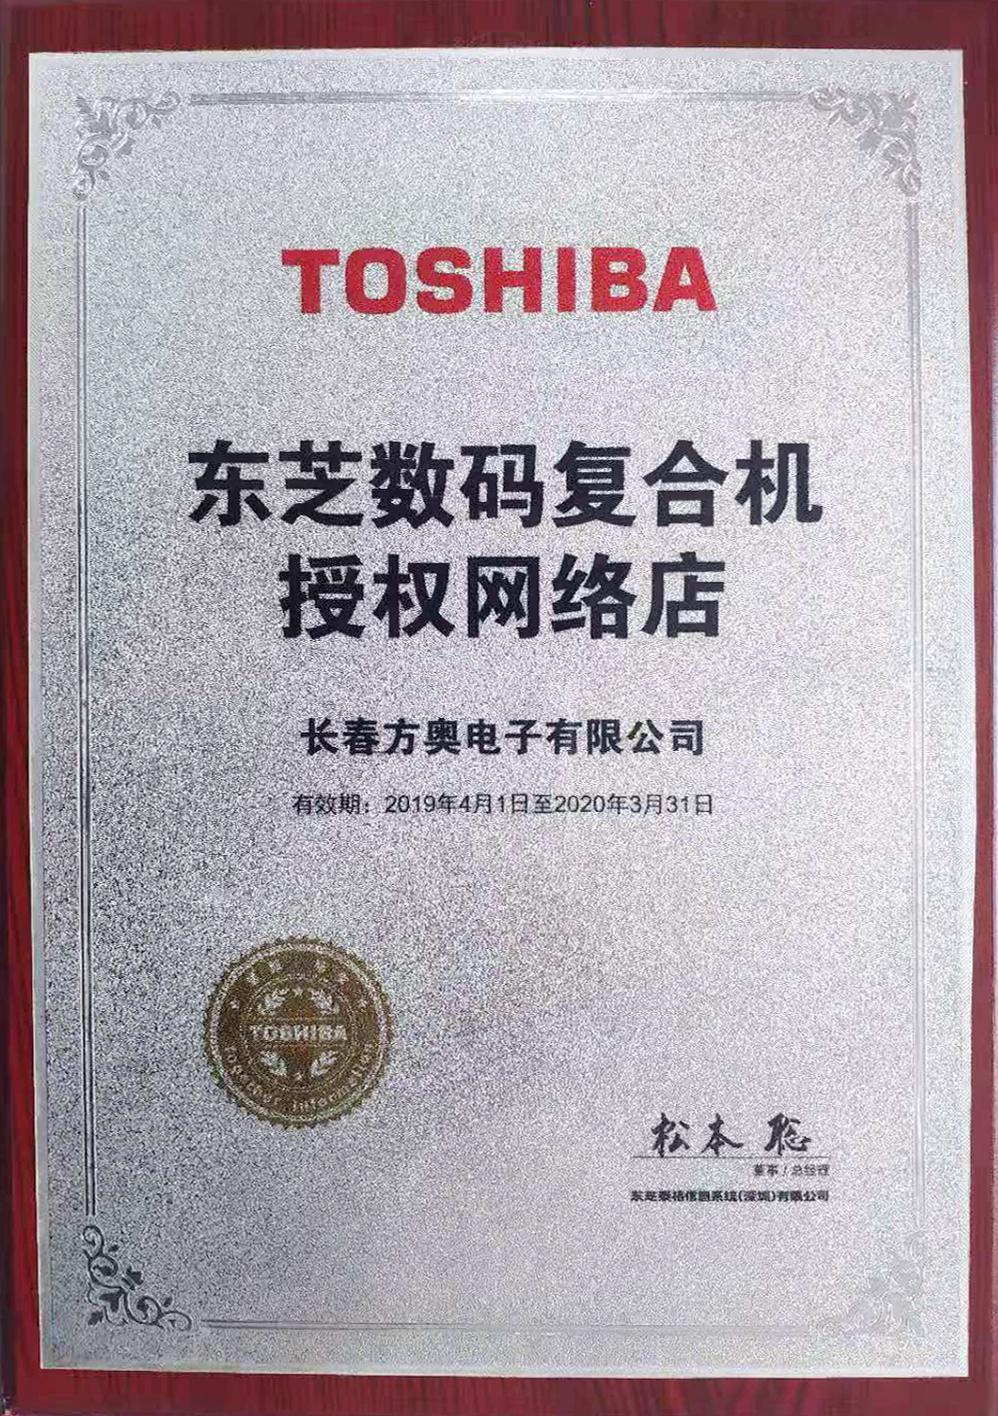 TOSHIBA
东芝数码复合机
授权网络店
长春方奥电子有限公司
有效期：2019年4月1日至2020年3月31日
TOSHIBA
Together Information
松本 聡
董事／总经理
东芝泰格信息系统(深圳)有限公司